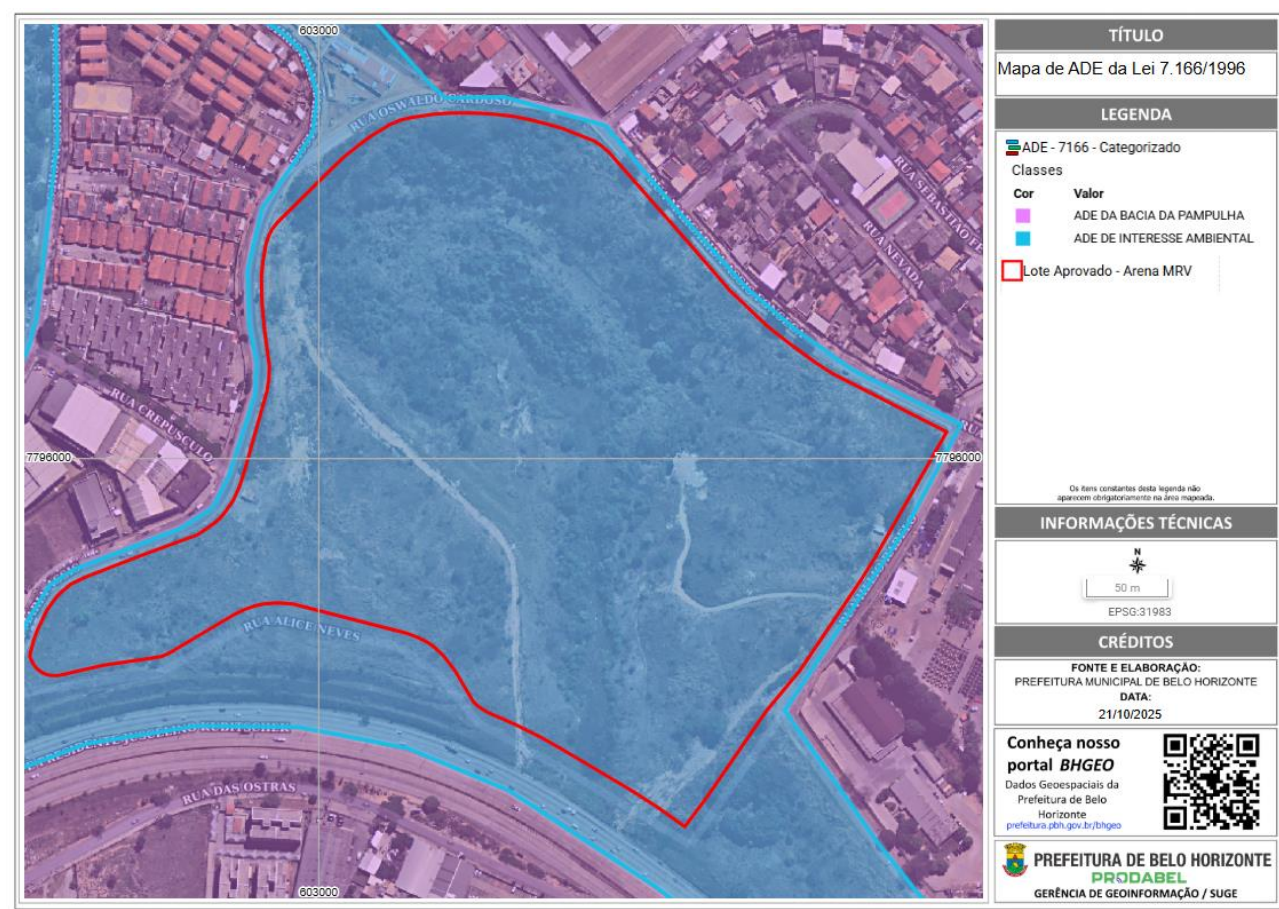 603000
RUA OSWALDO CARDOSO
RUA SEBASTIÃO FE
RUA NEVADA
RUA CREPUSCULO
7796000
7796000
RUA
RUA ALICE NEVES
RUA DAS OSTRAS
603000
TÍTULO
Mapa de ADE da Lei 7.166/1996
LEGENDA
ADE - 7166 - Categorizado
Classes
Cor Valor
ADE DA BACIA DA PAMPULHA
ADE DE INTERESSE AMBIENTAL
Lote Aprovado - Arena MRV
Os itens constantes desta legenda não
aparecem obrigatoriamente na área mapeada.
INFORMAÇÕES TÉCNICAS
N
50 m
EPSG:31983
CRÉDITOS
FONTE E ELABORAÇÃO:
PREFEITURA MUNICIPAL DE BELO HORIZONTE
DATA:
21/10/2025
Conheça nosso
portal BHGEO
Dados Geoespaciais da
Prefeitura de Belo
Horizonte
prefeitura.pbh.gov.br/bhgeo
PREFEITURA DE BELO HORIZONTE
PRODABEL
GERÊNCIA DE GEOINFORMAÇÃO / SUGE